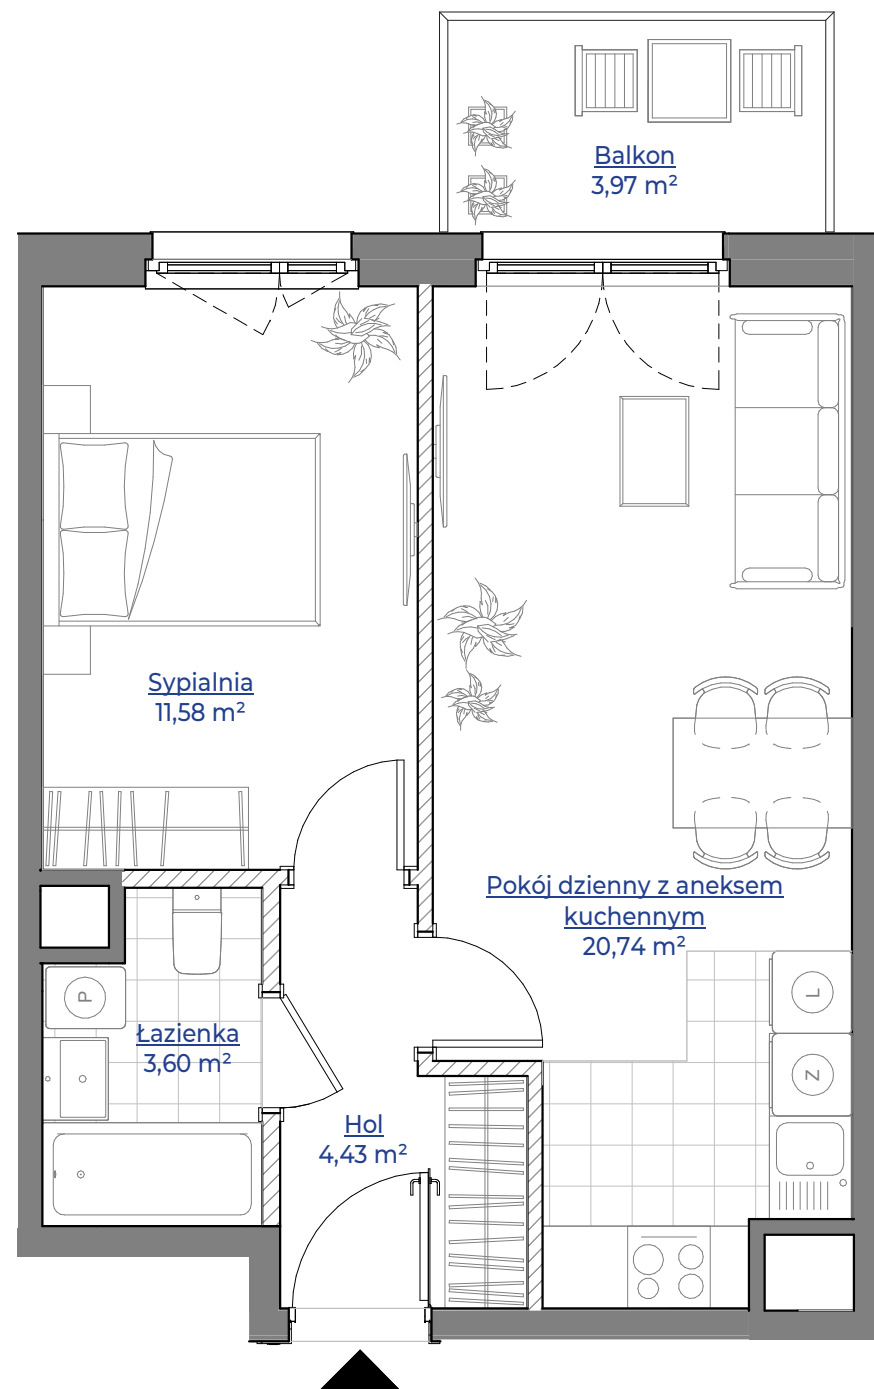 Balkon
3,97 m²
Sypialnia
11,58 m²
Pokój dzienny z aneksem
kuchennym
20,74 m²
P
L
Łazienka
3,60 m²
Z
Hol
4,43 m²